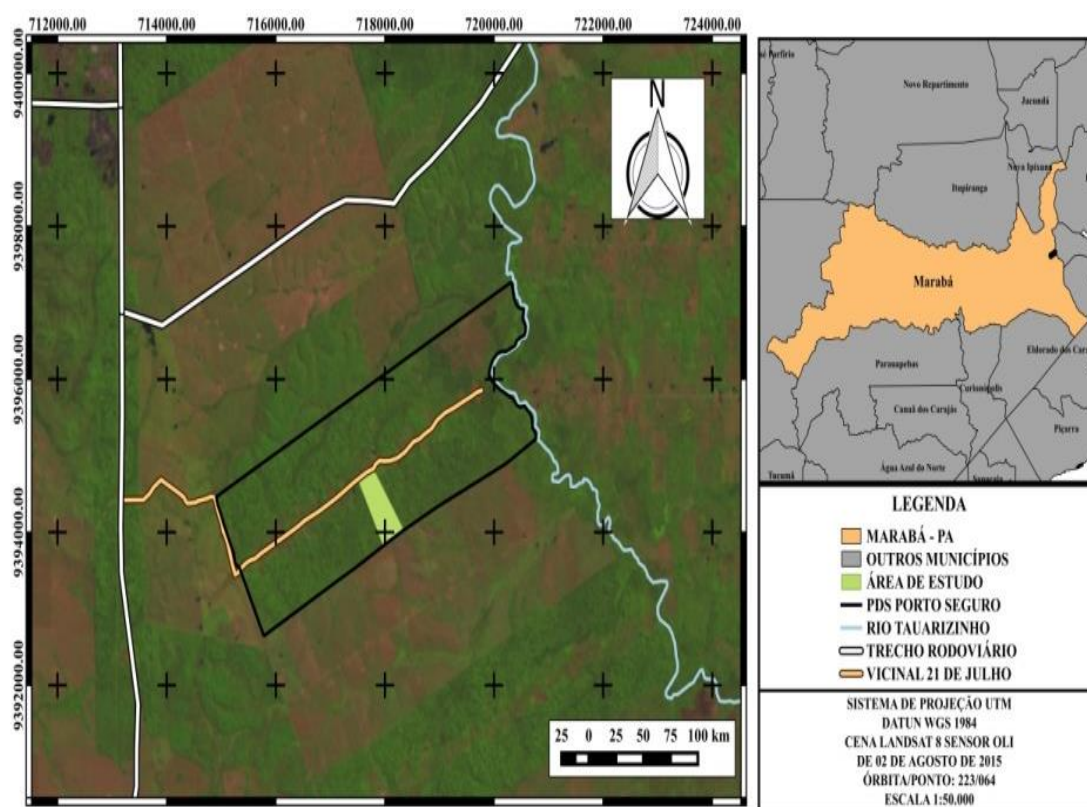 712000.00 714000.00 716000.00 718000.00 720000.00 722000.00 724000.00
9400000.00
9398000.00
9396000.00
9394000.00
9392000.00
N
25 0 25 50 75 100 km
Novo Repartimento
Jacundá
Nova Ipixuna
Itupiranga
Marabá
Eldorado dos Cara
Parauapebas
Curionópolis
Canaã dos Carajás
Piçarra
Água Azul do Norte
Tucumã
Sapucaia
LEGENDA
MARABÁ - PA
OUTROS MUNICÍPIOS
ÁREA DE ESTUDO
PDS PORTO SEGURO
RIO TAUARIZINHO
TRECHO RODOVIÁRIO
VICINAL 21 DE JULHO
SISTEMA DE PROJEÇÃO UTM
DATUN WGS 1984
CENA LANDSAT 8 SENSOR OLI
DE 02 DE AGOSTO DE 2015
ÓRBITA/PONTO: 223/064
ESCALA 1:50.000